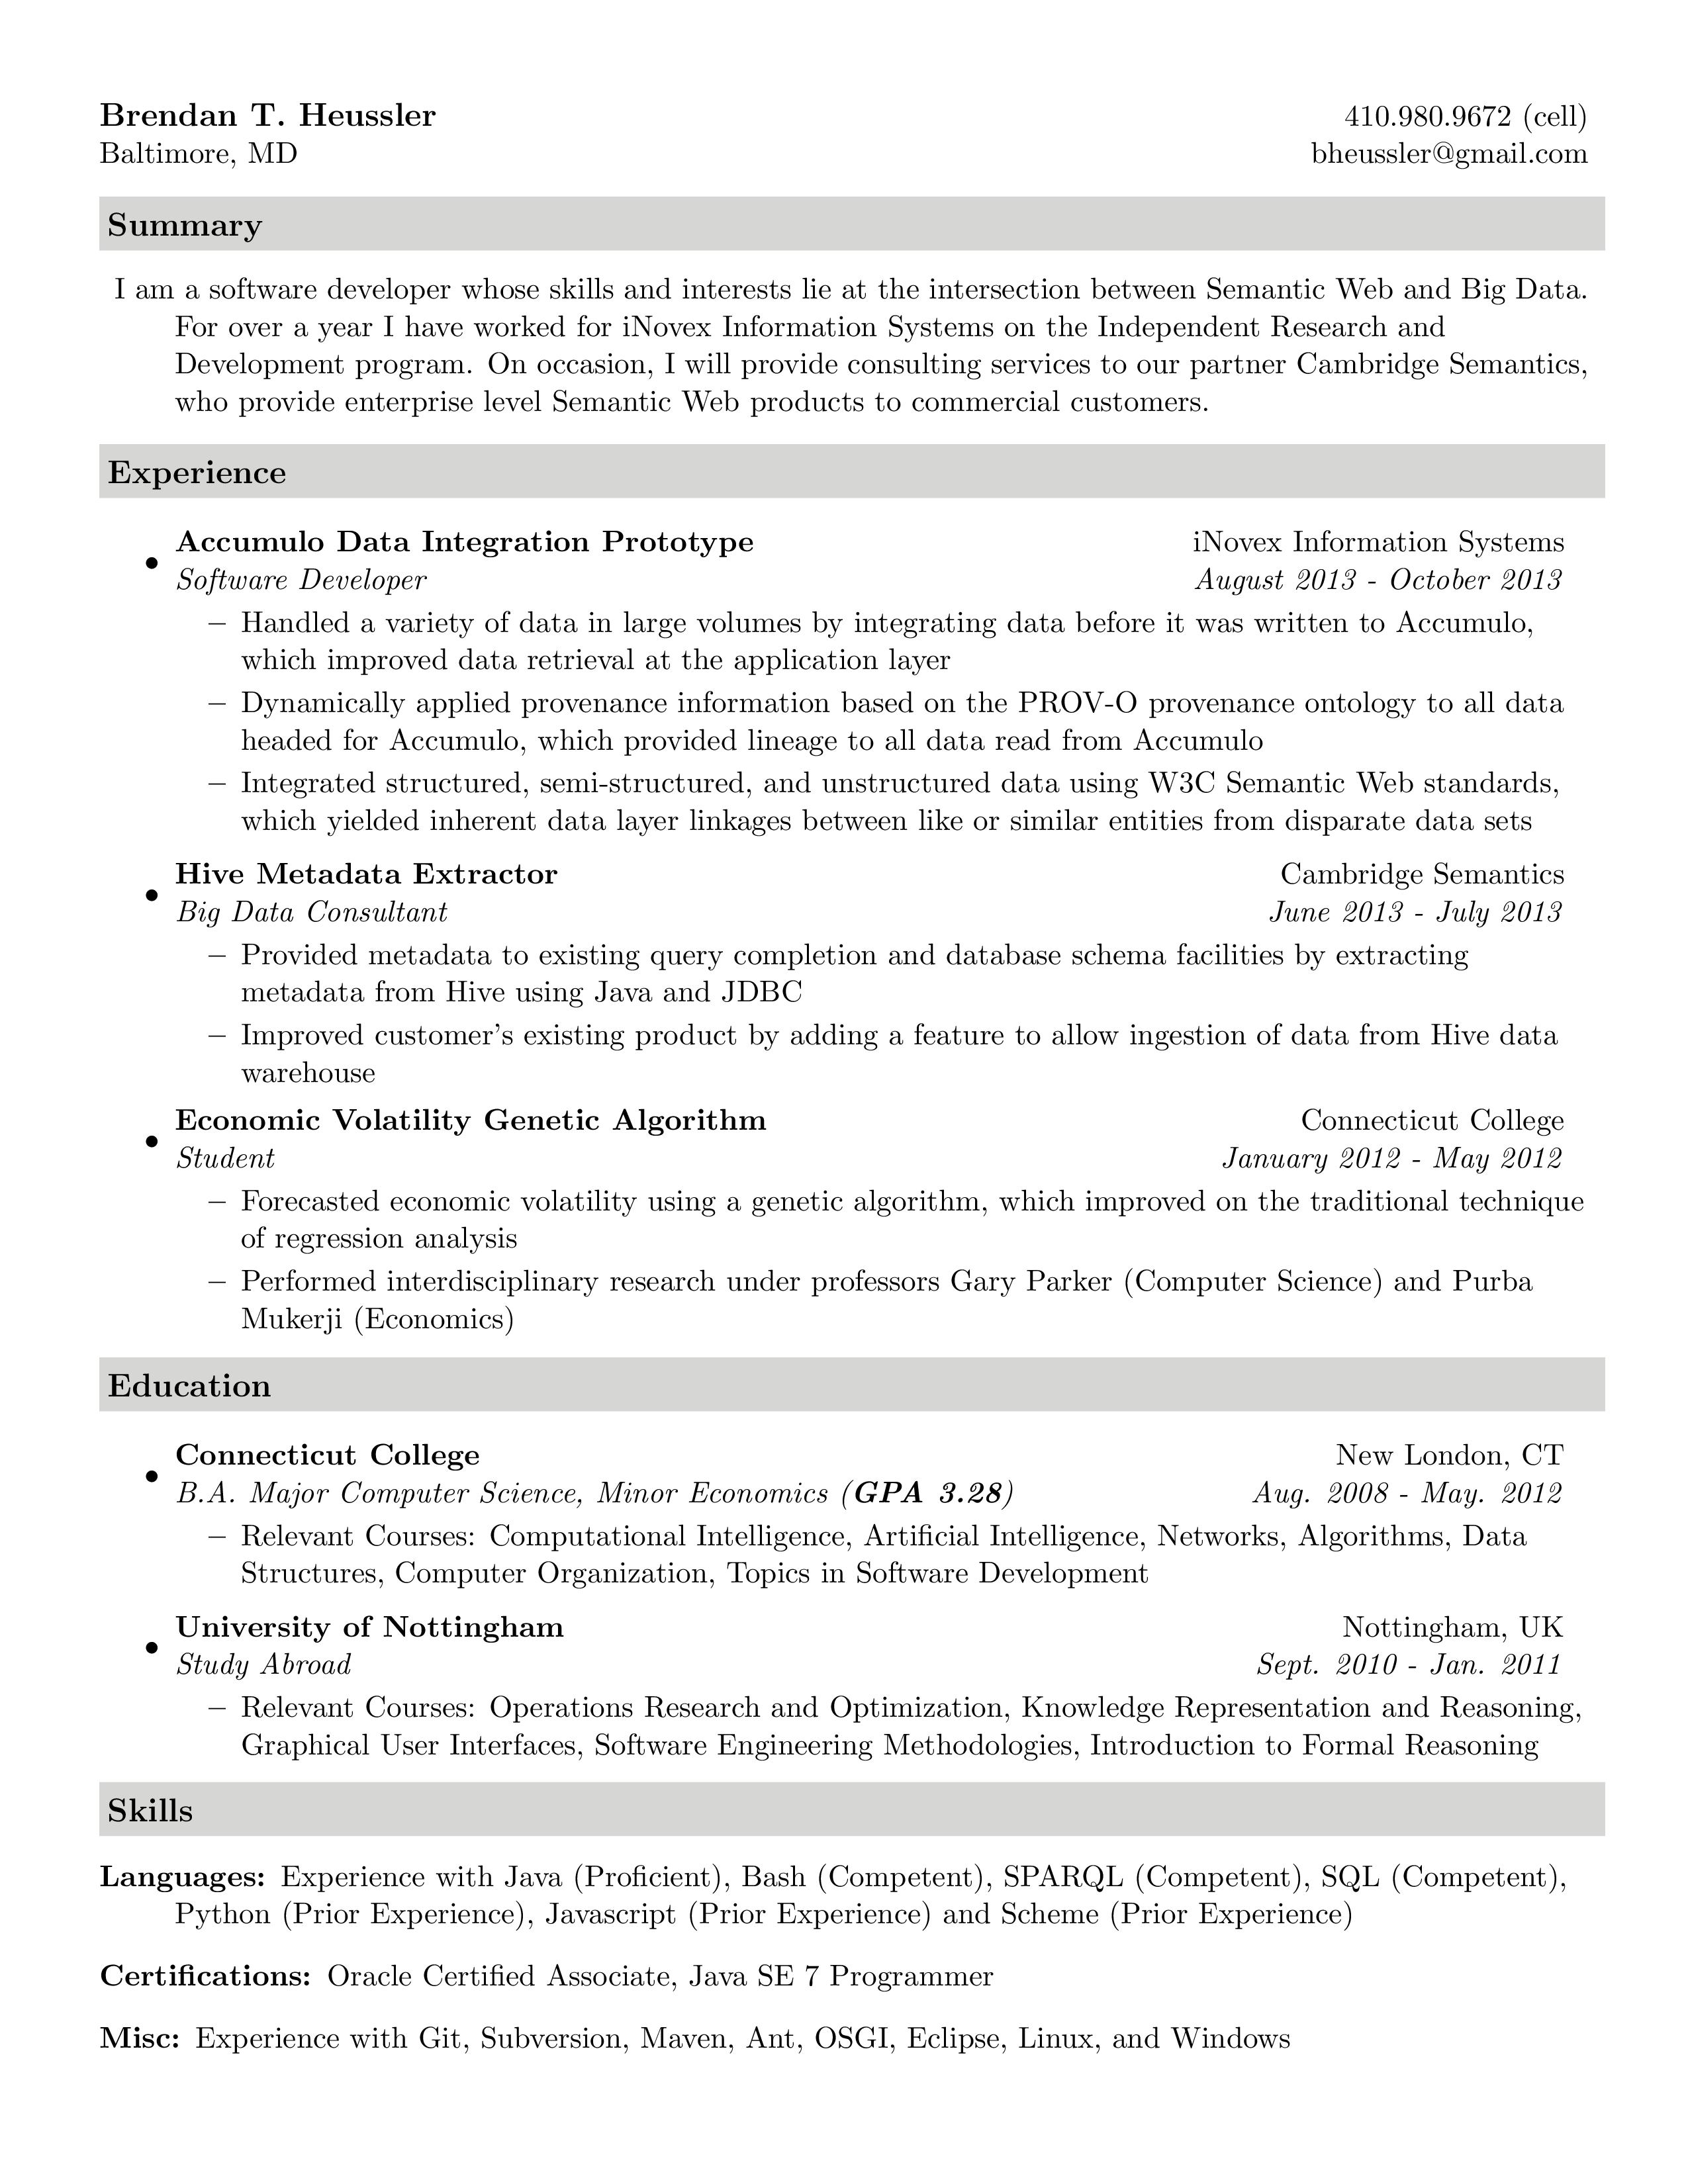 Brendan T. Heussler 410.980.9672 (cell)
Baltimore, MD bheussler@gmail.com
Summary
I am a software developer whose skills and interests lie at the intersection between Semantic Web and Big Data.
For over a year I have worked for iNovex Information Systems on the Independent Research and
Development program. On occasion, I will provide consulting services to our partner Cambridge Semantics,
who provide enterprise level Semantic Web products to commercial customers.
Experience
• Accumulo Data Integration Prototype iNovex Information Systems
Software Developer August 2013 - October 2013
– Handled a variety of data in large volumes by integrating data before it was written to Accumulo,
which improved data retrieval at the application layer
– Dynamically applied provenance information based on the PROV-O provenance ontology to all data
headed for Accumulo, which provided lineage to all data read from Accumulo
– Integrated structured, semi-structured, and unstructured data using W3C Semantic Web standards,
which yielded inherent data layer linkages between like or similar entities from disparate data sets
• Hive Metadata Extractor Cambridge Semantics
Big Data Consultant June 2013 - July 2013
– Provided metadata to existing query completion and database schema facilities by extracting
metadata from Hive using Java and JDBC
– Improved customer's existing product by adding a feature to allow ingestion of data from Hive data
warehouse
• Economic Volatility Genetic Algorithm Connecticut College
Student January 2012 - May 2012
– Forecasted economic volatility using a genetic algorithm, which improved on the traditional technique
of regression analysis
– Performed interdisciplinary research under professors Gary Parker (Computer Science) and Purba
Mukerji (Economics)
Education
• Connecticut College New London, CT
B.A. Major Computer Science, Minor Economics (GPA 3.28) Aug. 2008 - May. 2012
– Relevant Courses: Computational Intelligence, Artificial Intelligence, Networks, Algorithms, Data
Structures, Computer Organization, Topics in Software Development
• University of Nottingham Nottingham, UK
Study Abroad Sept. 2010 - Jan. 2011
– Relevant Courses: Operations Research and Optimization, Knowledge Representation and Reasoning,
Graphical User Interfaces, Software Engineering Methodologies, Introduction to Formal Reasoning
Skills
Languages: Experience with Java (Proficient), Bash (Competent), SPARQL (Competent), SQL (Competent),
Python (Prior Experience), Javascript (Prior Experience) and Scheme (Prior Experience)
Certifications: Oracle Certified Associate, Java SE 7 Programmer
Misc: Experience with Git, Subversion, Maven, Ant, OSGI, Eclipse, Linux, and Windows